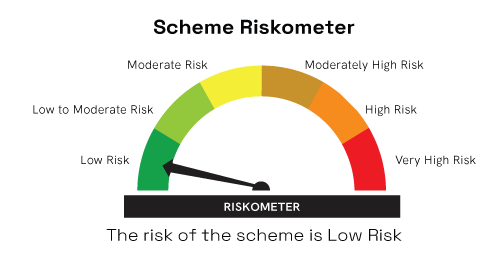 Scheme Riskometer
Moderate Risk
Moderately High Risk
Low to Moderate Risk
High Risk
Low Risk
Very High Risk
RISKOMETER
The risk of the scheme is Low Risk